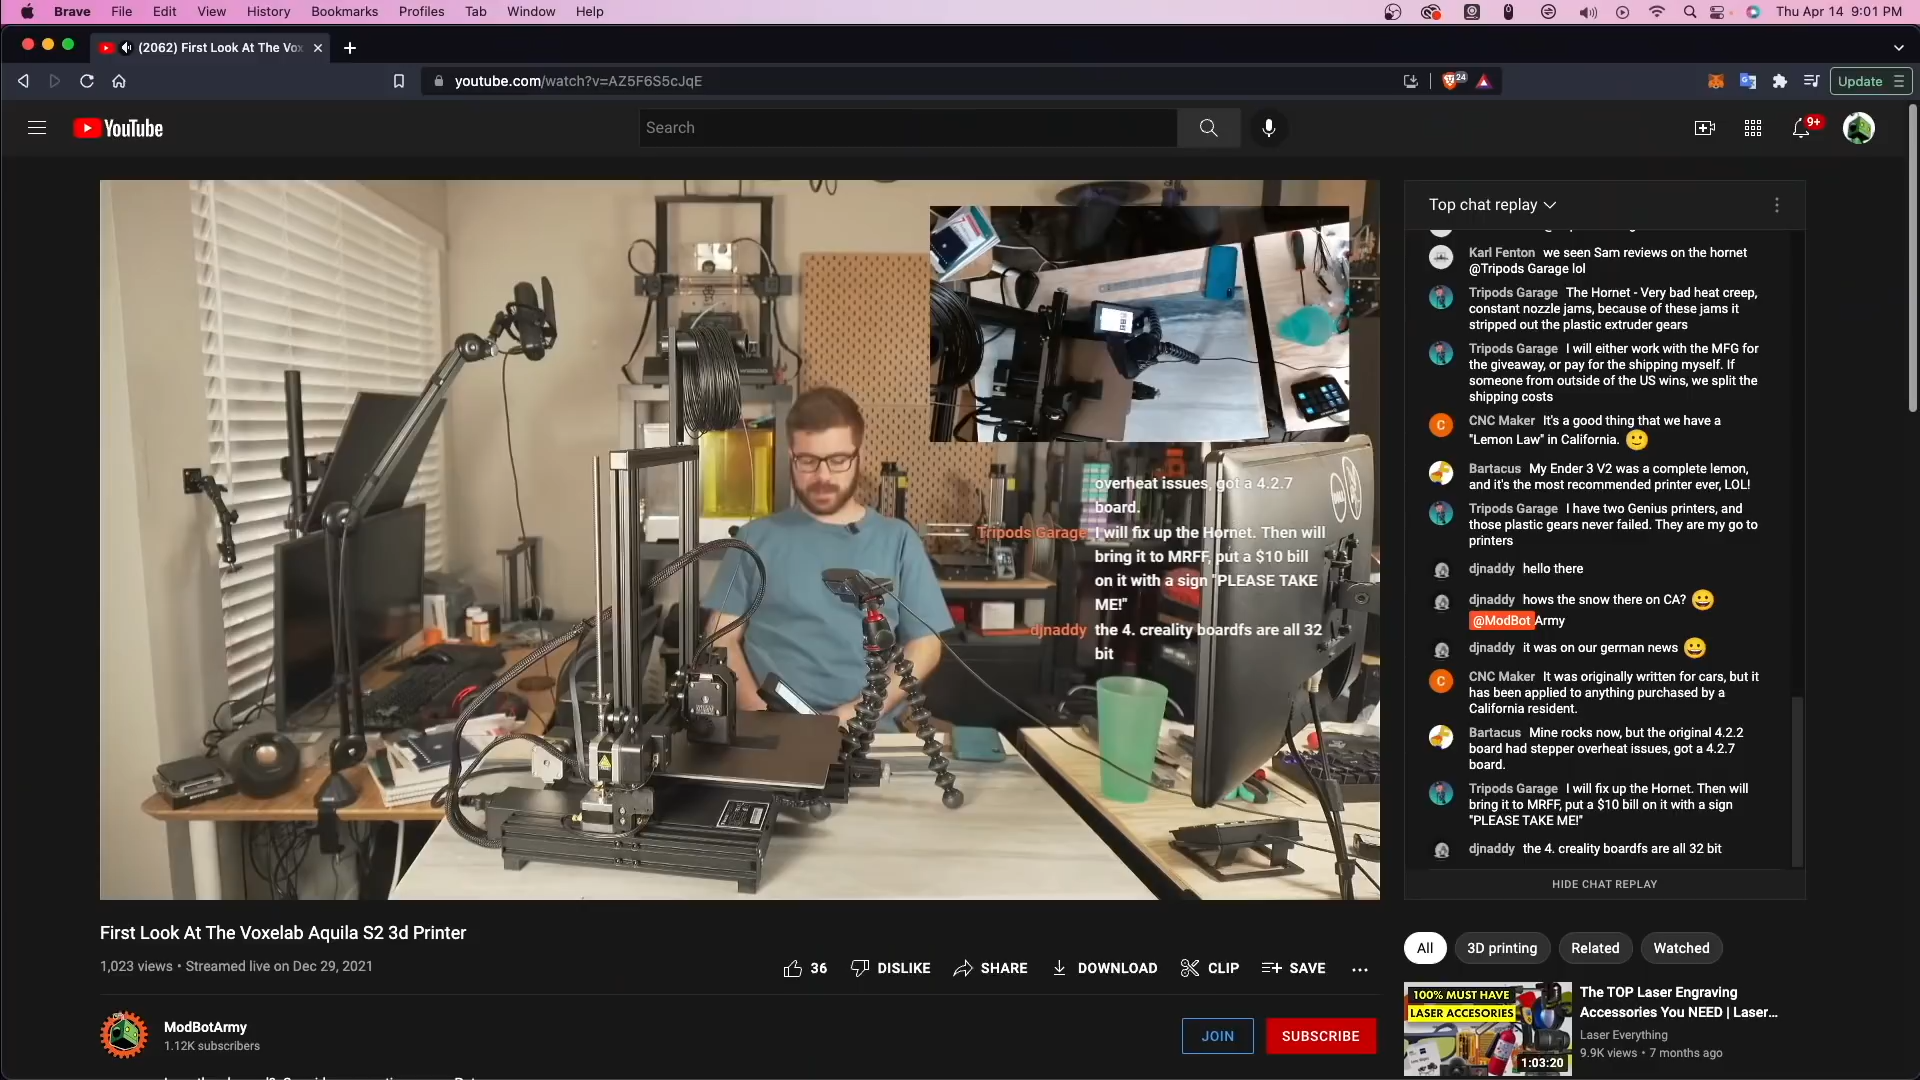 Brave File Edit View History Bookmarks Profiles Tab Window Help
Thu Apr 14 9:01 PM
(2062) First Look At The Vox
Update
youtube.com/watch?v=AZ5F6S5cJqE
24
YouTube
Search
9+
overheat issues, got a 4.2.7
board.
Tripods Garage I will fix up the Hornet. Then will
bring it to MRFF, put a $10 bill
on it with a sign "PLEASE TAKE
ME!"
djnaddy the 4. creality boardfs are all 32
bit
DELL
First Look At The Voxelab Aquila S2 3d Printer
1,023 views • Streamed live on Dec 29, 2021
36 DISLIKE SHARE DOWNLOAD CLIP SAVE ...
ModBotArmy
1.12K subscribers
JOIN SUBSCRIBE
Top chat replay
Karl Fenton we seen Sam reviews on the hornet
@Tripods Garage lol
Tripods Garage The Hornet - Very bad heat creep,
constant nozzle jams, because of these jams it
stripped out the plastic extruder gears
Tripods Garage I will either work with the MFG for
the giveaway, or pay for the shipping myself. If
someone from outside of the US wins, we split the
shipping costs
C
CNC Maker It's a good thing that we have a
"Lemon Law" in California. 🙂
Bartacus My Ender 3 V2 was a complete lemon,
and it's the most recommended printer ever, LOL!
Tripods Garage I have two Genius printers, and
those plastic gears never failed. They are my go to
printers
djnaddy hello there
djnaddy hows the snow there on CA? 😀
@ModBot Army
djnaddy it was on our german news 😀
C
CNC Maker It was originally written for cars, but it
has been applied to anything purchased by a
California resident.
Bartacus Mine rocks now, but the original 4.2.2
board had stepper overheat issues, got a 4.2.7
board.
Tripods Garage I will fix up the Hornet. Then will
bring it to MRFF, put a $10 bill on it with a sign
"PLEASE TAKE ME!"
djnaddy the 4. creality boardfs are all 32 bit
HIDE CHAT REPLAY
All 3D printing Related Watched
100% MUST HAVE
LASER ACCESORIES
1:03:20
The TOP Laser Engraving
Accessories You NEED | Laser...
Laser Everything
9.9K views • 7 months ago